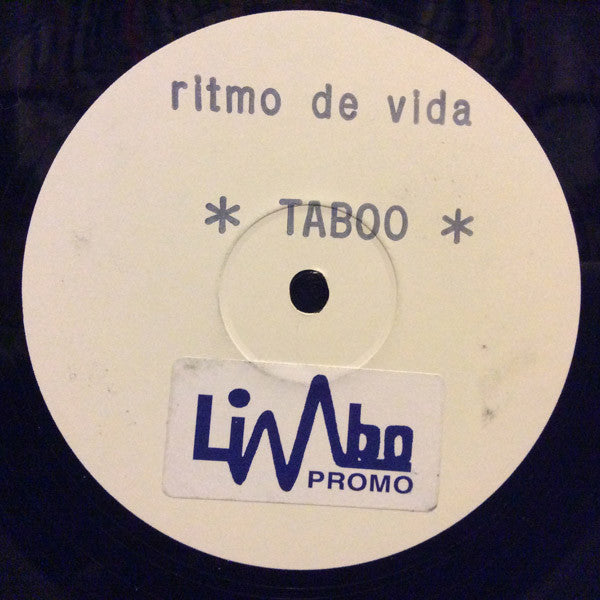 ritmo de vida
* TABOO *
Limbo
PROMO